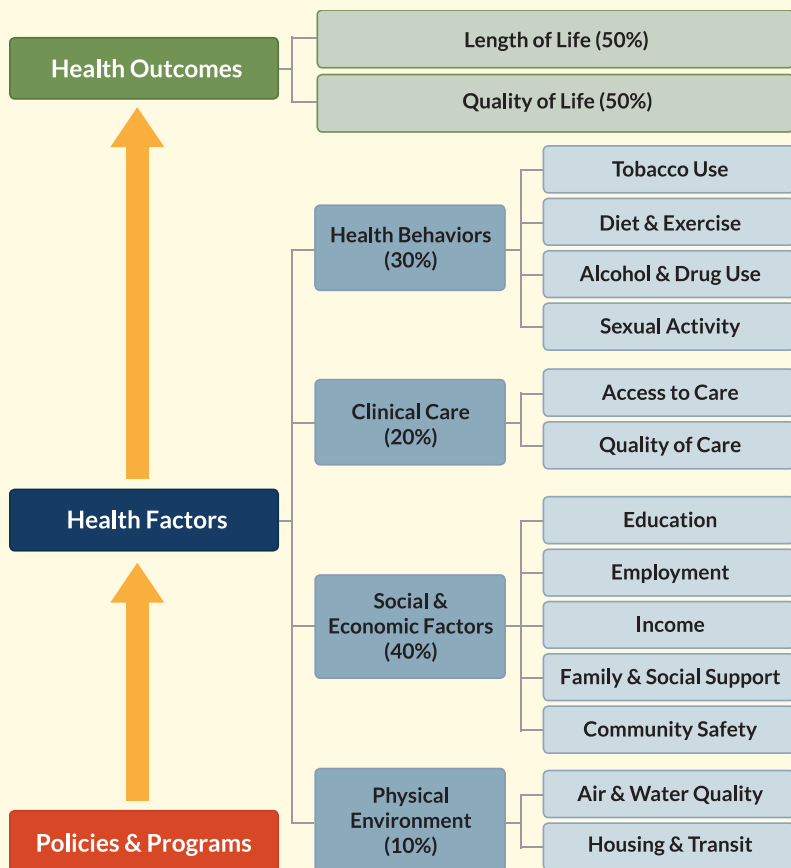 Health Outcomes
Length of Life (50%)
Quality of Life (50%)
Health Behaviors
(30%)
Tobacco Use
Diet & Exercise
Alcohol & Drug Use
Sexual Activity
Clinical Care
(20%)
Access to Care
Quality of Care
Health Factors
Social &
Economic Factors
(40%)
Education
Employment
Income
Family & Social Support
Community Safety
Physical
Environment
(10%)
Air & Water Quality
Housing & Transit
Policies & Programs